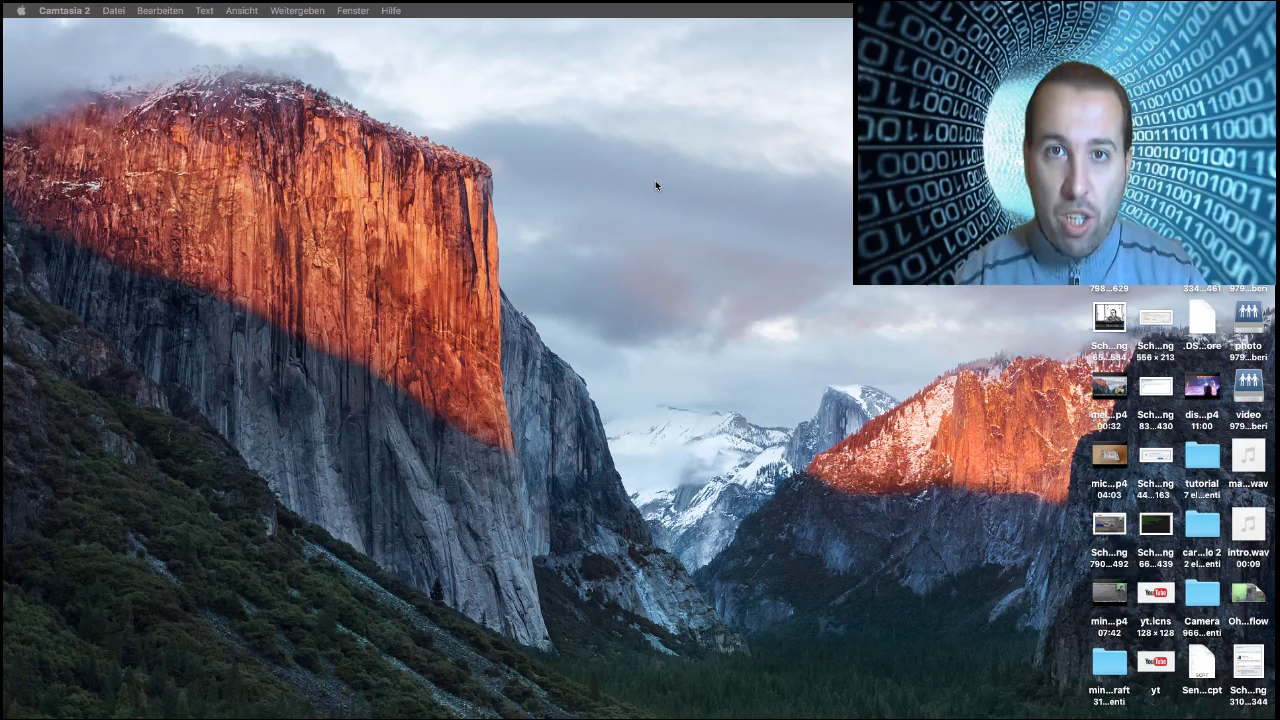 Camtasia 2 Datei Bearbeiten Text Ansicht Weitergeben Fenster Hilfe
798...629 334...461 979...beri
Sch...ng Sch...ng .DS...ore photo
65...584 556 × 213 979...beri
mei...p4 Sch...ng dis...p4 video
00:32 83...430 11:00 979...beri
mic...p4 Sch...ng tutorial ma...wav
04:03 44...163 7 el...enti
Sch...ng Sch...ng car...lo 2 intro.wav
790...492 66...439 2 el...enti 00:09
min...p4 yt.icns Camera Oh...flow
07:42 128 × 128 966...enti
min...raft yt Sen...cpt Sch...ng
31...enti 310...344